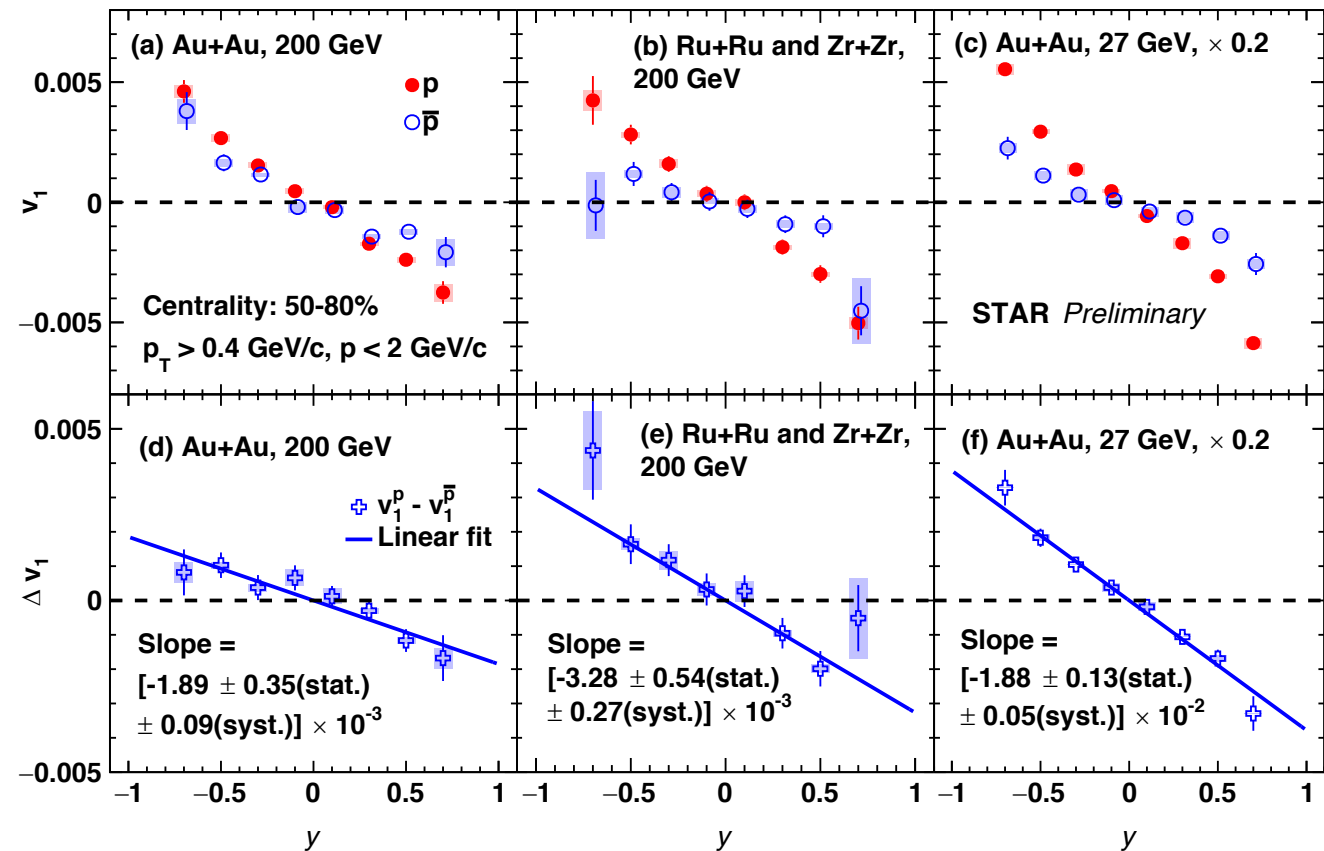 (a) Au+Au, 200 GeV
p
p̅
Centrality: 50-80%
p_T > 0.4 GeV/c, p < 2 GeV/c
(b) Ru+Ru and Zr+Zr,
200 GeV
(c) Au+Au, 27 GeV, × 0.2
STAR Preliminary
v₁
0.005
0
−0.005
(d) Au+Au, 200 GeV
v₁^p - v₁^p̅
Linear fit
Slope =
[-1.89 ± 0.35(stat.)
± 0.09(syst.)] × 10⁻³
(e) Ru+Ru and Zr+Zr,
200 GeV
Slope =
[-3.28 ± 0.54(stat.)
± 0.27(syst.)] × 10⁻³
(f) Au+Au, 27 GeV, × 0.2
Slope =
[-1.88 ± 0.13(stat.)
± 0.05(syst.)] × 10⁻²
Δ v₁
0.005
0
−0.005
−1 −0.5 0 0.5 1
−1 −0.5 0 0.5 1
−1 −0.5 0 0.5 1
y
y
y